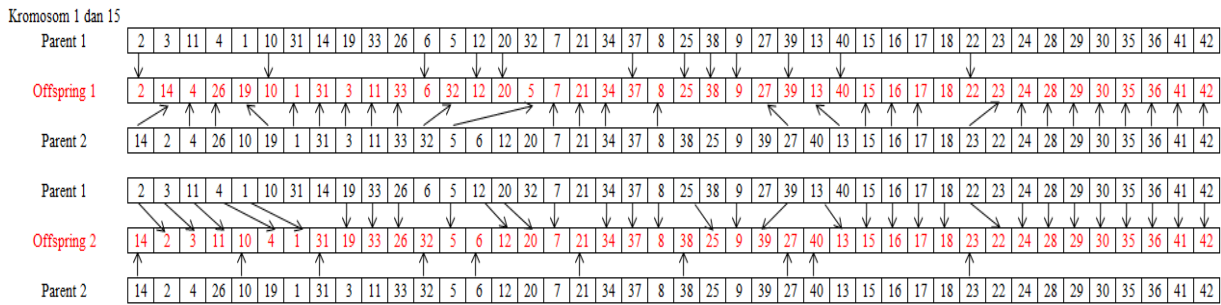 Kromosom 1 dan 15
Parent 1 2 3 11 4 1 10 31 14 19 33 26 6 5 12 20 32 7 21 34 37 8 25 38 9 27 39 13 40 15 16 17 18 22 23 24 28 29 30 35 36 41 42
Offspring 1 2 14 4 26 19 10 1 31 3 11 33 6 32 12 20 5 7 21 34 37 8 25 38 9 27 39 13 40 15 16 17 18 22 23 24 28 29 30 35 36 41 42
Parent 2 14 2 4 26 10 19 1 31 3 11 33 32 5 6 12 20 7 21 34 37 8 38 25 9 39 27 40 13 15 16 17 18 23 22 24 28 29 30 35 36 41 42
Parent 1 2 3 11 4 1 10 31 14 19 33 26 6 5 12 20 32 7 21 34 37 8 25 38 9 27 39 13 40 15 16 17 18 22 23 24 28 29 30 35 36 41 42
Offspring 2 14 2 3 11 10 4 1 31 19 33 26 32 5 6 12 20 7 21 34 37 8 38 25 9 39 27 40 13 15 16 17 18 23 22 24 28 29 30 35 36 41 42
Parent 2 14 2 4 26 10 19 1 31 3 11 33 32 5 6 12 20 7 21 34 37 8 38 25 9 39 27 40 13 15 16 17 18 23 22 24 28 29 30 35 36 41 42